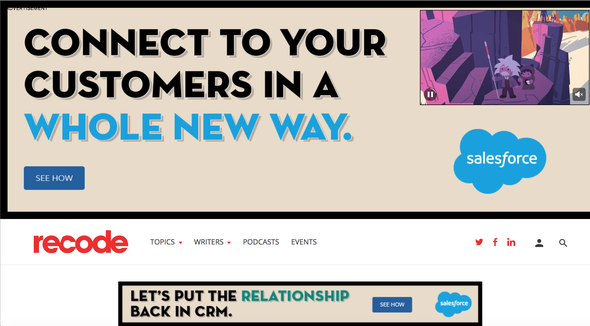 ADVERTISEMENT
CONNECT TO YOUR
CUSTOMERS IN A
WHOLE NEW WAY.
SEE HOW
salesforce
recode
TOPICS WRITERS PODCASTS EVENTS
LET'S PUT THE RELATIONSHIP
BACK IN CRM.
SEE HOW
salesforce